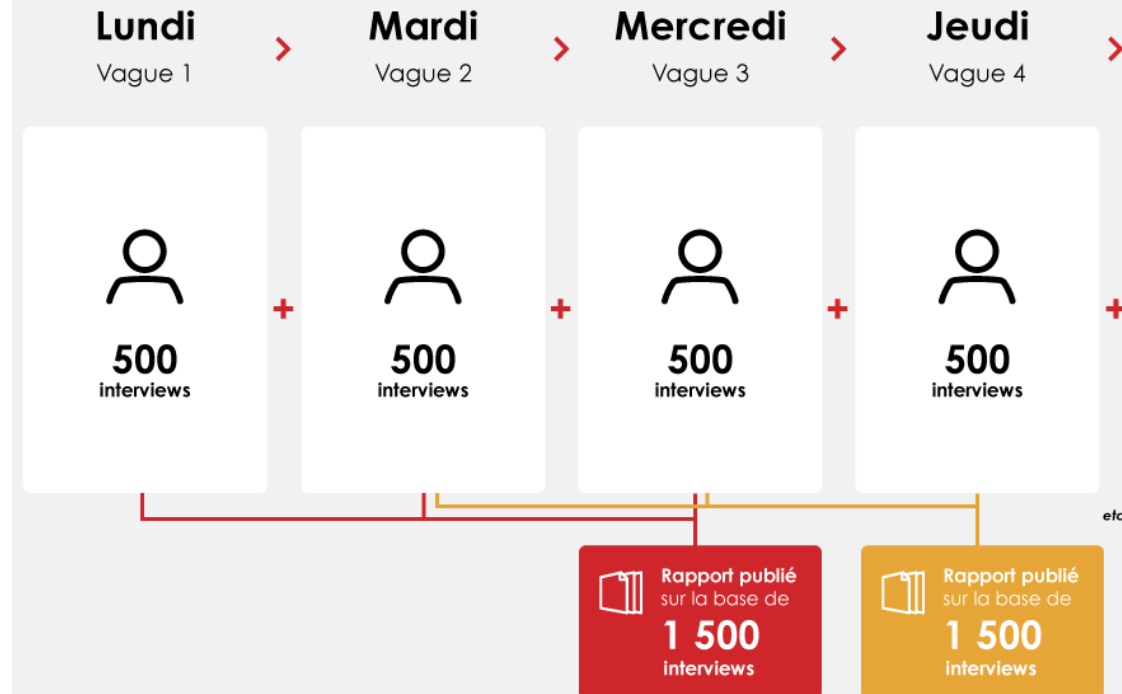 Lundi
Vague 1
Mardi
Vague 2
Mercredi
Vague 3
Jeudi
Vague 4
500
interviews
500
interviews
500
interviews
500
interviews
etc
Rapport publié
sur la base de
1 500
interviews
Rapport publié
sur la base de
1 500
interviews